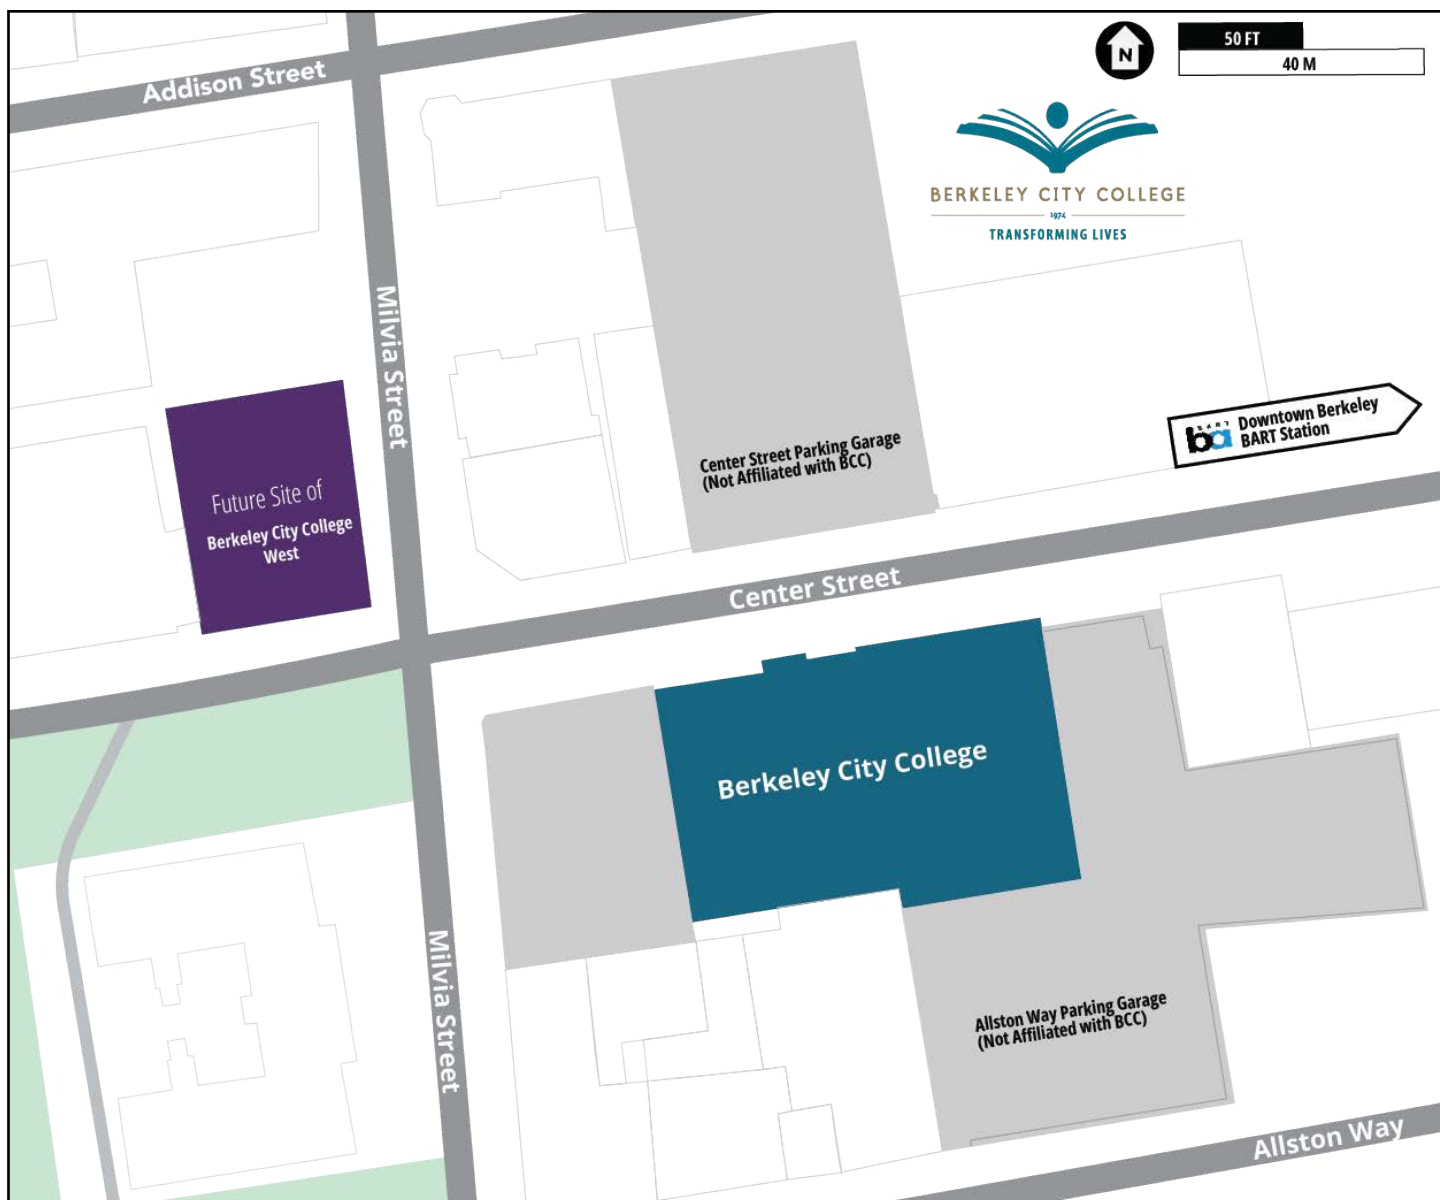 Addison Street
N
50 FT
40 M
BERKELEY CITY COLLEGE
1974
TRANSFORMING LIVES
Milvia Street
BART
ba
Downtown Berkeley
BART Station
Center Street Parking Garage
(Not Affiliated with BCC)
Future Site of
Berkeley City College
West
Center Street
Berkeley City College
Milvia Street
Allston Way Parking Garage
(Not Affiliated with BCC)
Allston Way